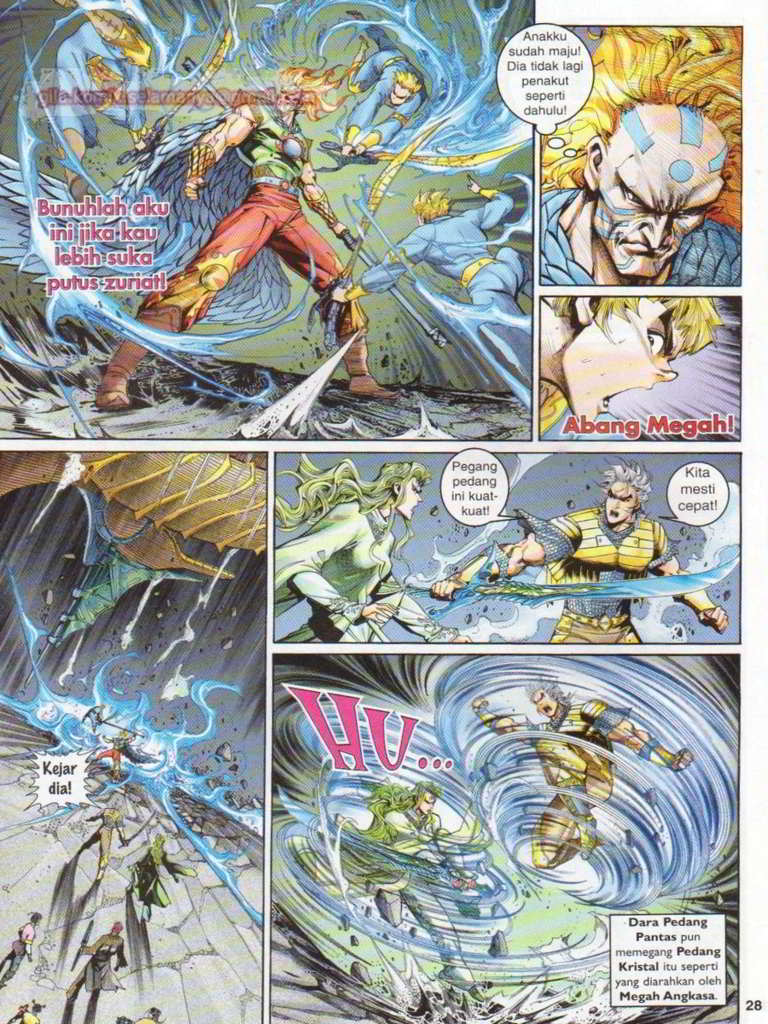 Bunuhlah aku
ini jika kau
lebih suka
putus zuriat!
Anakku
sudah maju!
Dia tidak lagi
penakut
seperti
dahulu!
Abang Megah!
Kejar
dia!
Pegang
pedang
ini kuat-
kuat!
Kita
mesti
cepat!
HU...
Dara Pedang
Pantas pun
memegang Pedang
Kristal itu seperti
yang diarahkan oleh
Megah Angkasa.
28